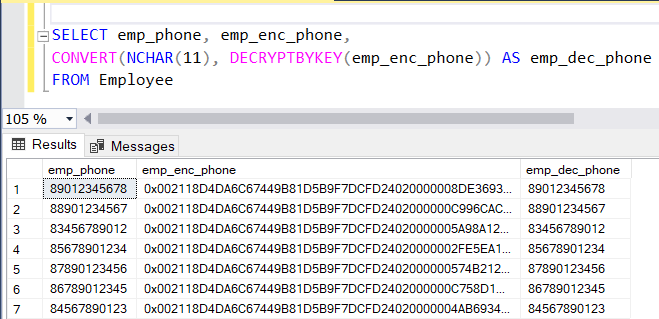 SELECT emp_phone, emp_enc_phone,
CONVERT(NCHAR(11), DECRYPTBYKEY(emp_enc_phone)) AS emp_dec_phone
FROM Employee
105 %
Results Messages
emp_phone emp_enc_phone emp_dec_phone
1 89012345678 0x002118D4DA6C67449B81D5B9F7DCFD24020000008DE3693... 89012345678
2 88901234567 0x002118D4DA6C67449B81D5B9F7DCFD2402000000C996CAC... 88901234567
3 83456789012 0x002118D4DA6C67449B81D5B9F7DCFD24020000005A98A12... 83456789012
4 85678901234 0x002118D4DA6C67449B81D5B9F7DCFD24020000002FE5EA1... 85678901234
5 87890123456 0x002118D4DA6C67449B81D5B9F7DCFD2402000000574B212... 87890123456
6 86789012345 0x002118D4DA6C67449B81D5B9F7DCFD2402000000C758D1... 86789012345
7 84567890123 0x002118D4DA6C67449B81D5B9F7DCFD24020000004AB6934... 84567890123